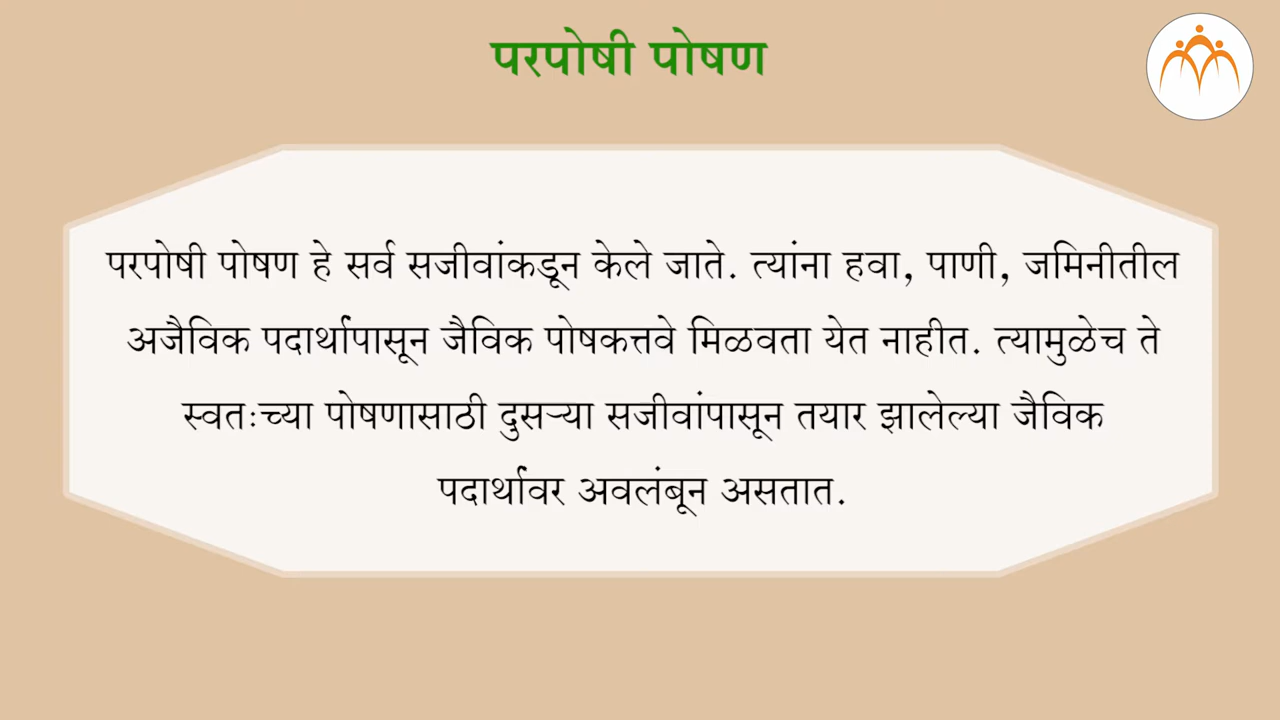 परपोषी पोषण
परपोषी पोषण हे सर्व सजीवांकडून केले जाते. त्यांना हवा, पाणी, जमिनीतील
अजैविक पदार्थांपासून जैविक पोषकत्तवे मिळवता येत नाहीत. त्यामुळेच ते
स्वतःच्या पोषणासाठी दुसऱ्या सजीवांपासून तयार झालेल्या जैविक
पदार्थांवर अवलंबून असतात.